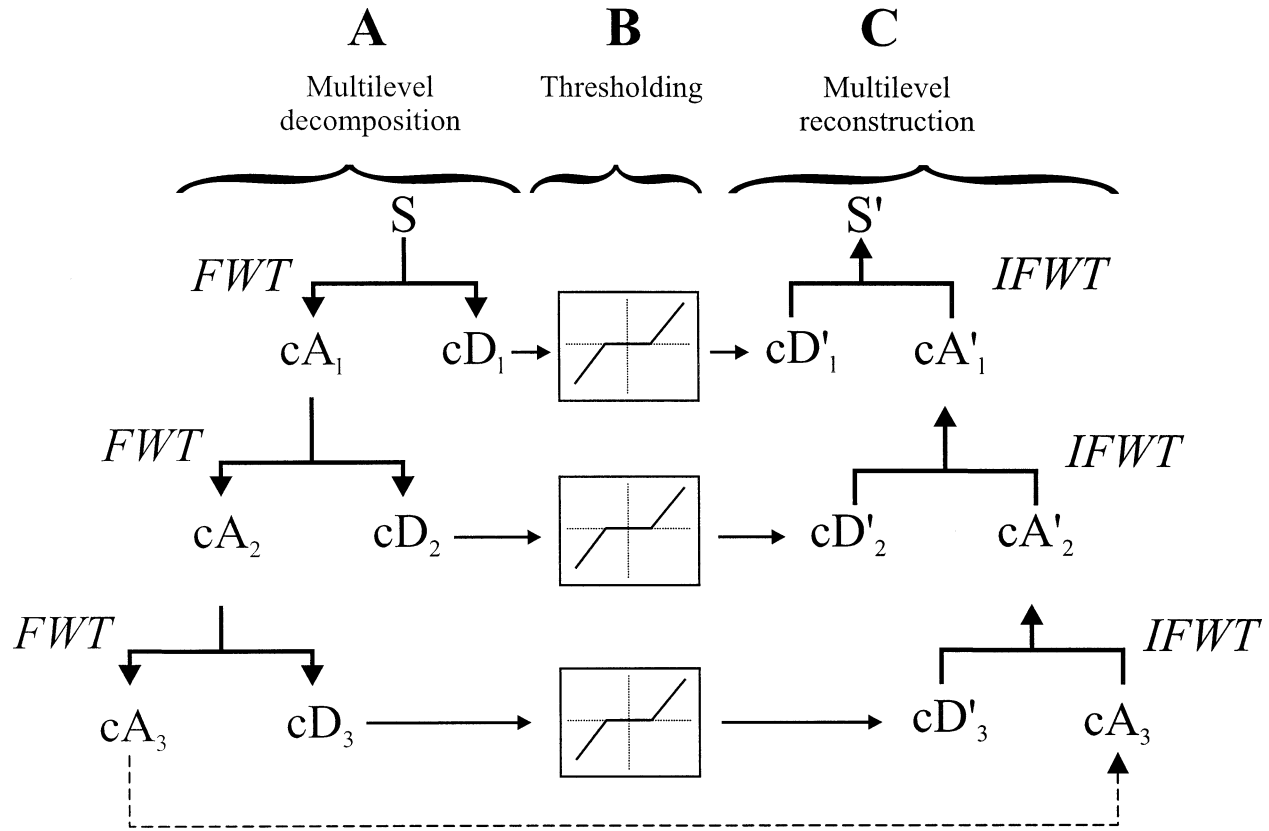 A B C
Multilevel decomposition
Thresholding
Multilevel reconstruction
S S'
FWT IFWT
cA1 cD1 cD'1 cA'1
FWT IFWT
cA2 cD2 cD'2 cA'2
FWT IFWT
cA3 cD3 cD'3 cA3